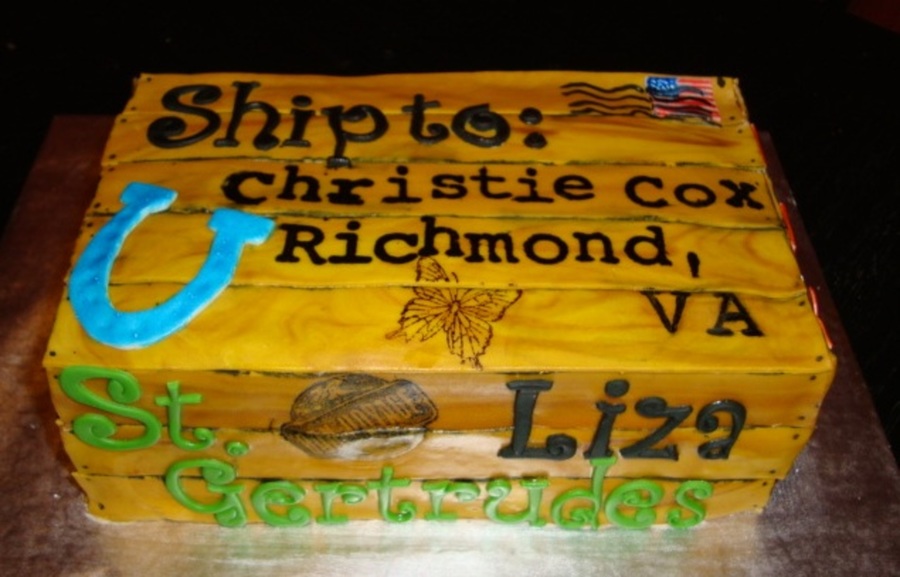 Ship to:
Christie Cox
Richmond,
VA
St. Liza
Gertrudes